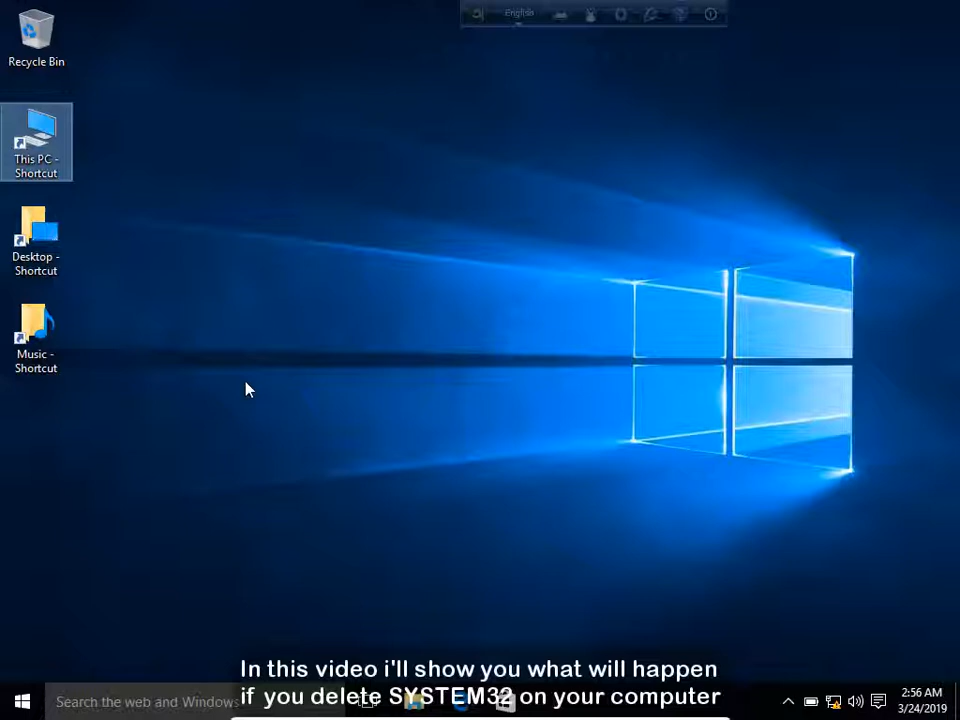 English
Recycle Bin
This PC -
Shortcut
Desktop -
Shortcut
Music -
Shortcut
In this video i'll show you what will happen
if you delete SYSTEM32 on your computer
Search the web and Windows
2:56 AM
3/24/2019